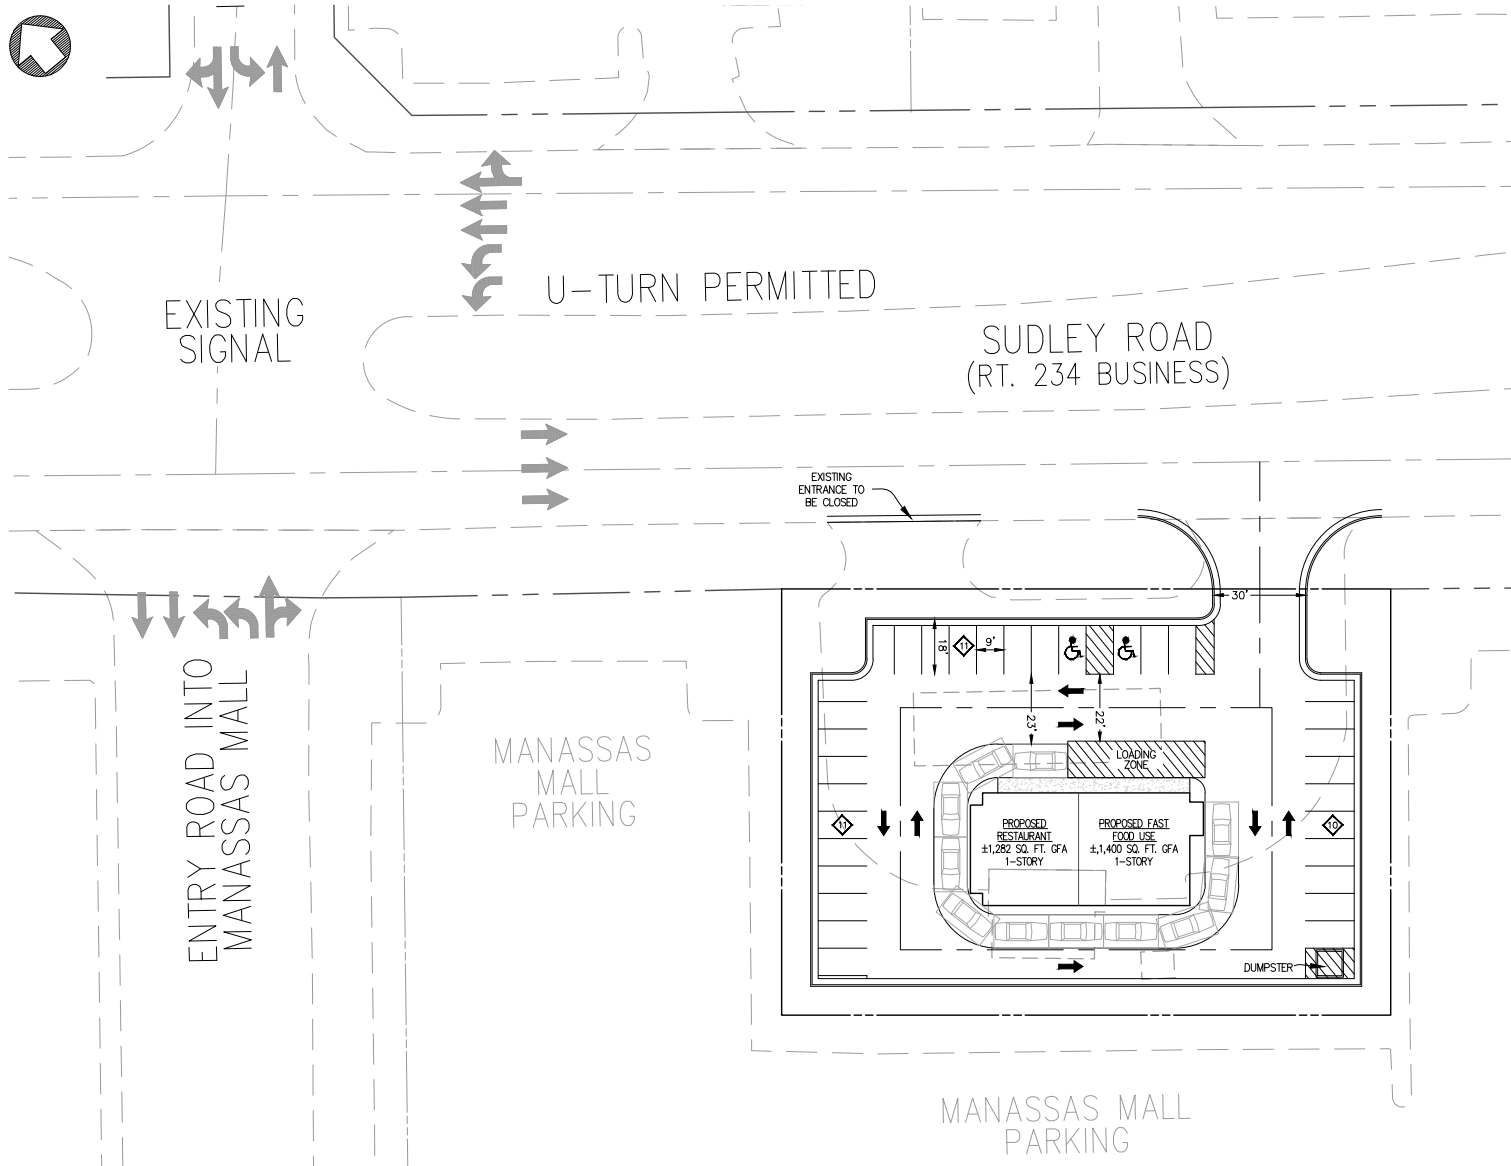 U-TURN PERMITTED
EXISTING
SIGNAL
SUDLEY ROAD
(RT. 234 BUSINESS)
EXISTING
ENTRANCE TO
BE CLOSED
30'
18'
11
9'
23'
22'
LOADING
ZONE
ENTRY ROAD INTO
MANASSAS MALL
MANASSAS
MALL
PARKING
11
PROPOSED
RESTAURANT
±1,282 SQ. FT. GFA
1-STORY
PROPOSED FAST
FOOD USE
±,1,400 SQ. FT. GFA
1-STORY
10
DUMPSTER
MANASSAS MALL
PARKING